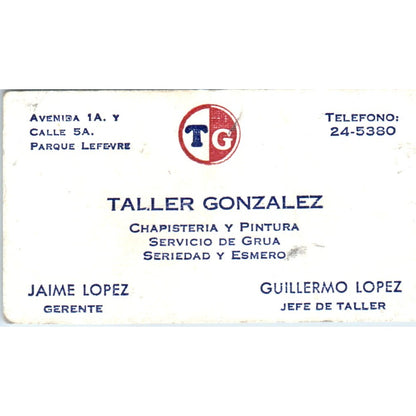 AVENIDA 1A. Y
CALLE 5A.
PARQUE LEFEVRE
TG
TELEFONO:
24-5380
TALLER GONZALEZ
CHAPISTERIA Y PINTURA
SERVICIO DE GRUA
SERIEDAD Y ESMERO
JAIME LOPEZ
GERENTE
GUILLERMO LOPEZ
JEFE DE TALLER